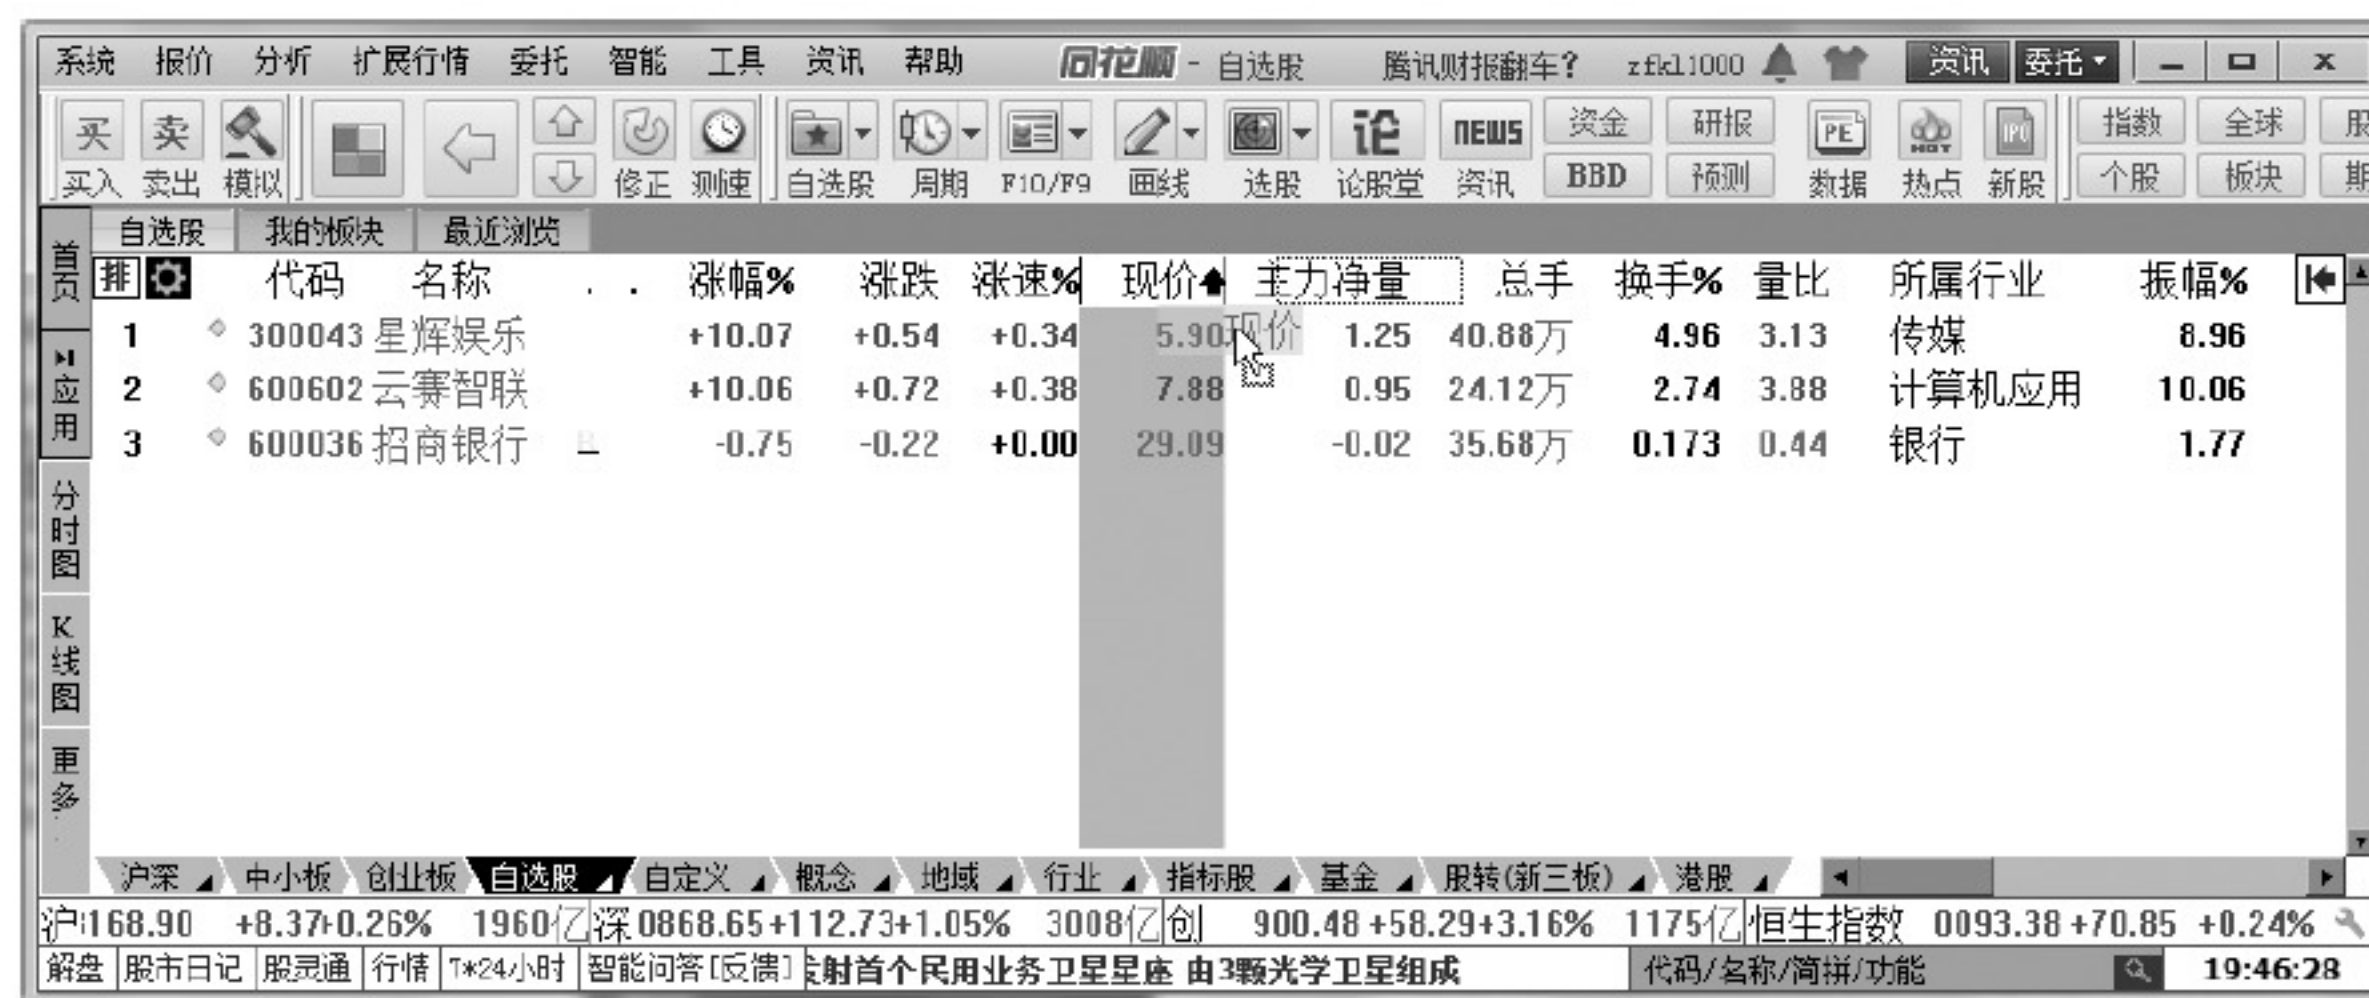 系统 报价 分析 扩展行情 委托 智能 工具 资讯 帮助 同花顺 - 自选股 腾讯财报翻车? zfkl1000 资讯 委托
买 卖 论 NEWS 资金 研报 PE HOT IPO 指数 全球 股
买入 卖出 模拟 修正 测速 自选股 周期 F10/F9 画线 选股 论股堂 资讯 BBD 预测 数据 热点 新股 个股 板块 期
自选股 我的板块 最近浏览
首页
应用
分时图
K线图
更多
排 代码 名称 . . 涨幅% 涨跌 涨速% 现价 主力净量 总手 换手% 量比 所属行业 振幅%
1 300043 星辉娱乐 +10.07 +0.54 +0.34 5.90 现价 1.25 40.88万 4.96 3.13 传媒 8.96
2 600602 云赛智联 +10.06 +0.72 +0.38 7.88 0.95 24.12万 2.74 3.88 计算机应用 10.06
3 600036 招商银行 -0.75 -0.22 +0.00 29.09 -0.02 35.68万 0.173 0.44 银行 1.77
沪深 中小板 创业板 自选股 自定义 概念 地域 行业 指标股 基金 股转(新三板) 港股
沪 168.90 +8.37 +0.26% 1960亿 深 0868.65 +112.73 +1.05% 3008亿 创 900.48 +58.29 +3.16% 1175亿 恒生指数 0093.38 +70.85 +0.24%
解盘 股市日记 股灵通 行情 7*24小时 智能问答 [反馈] 射首个民用业务卫星星座 由3颗光学卫星组成 代码/名称/简拼/功能 19:46:28